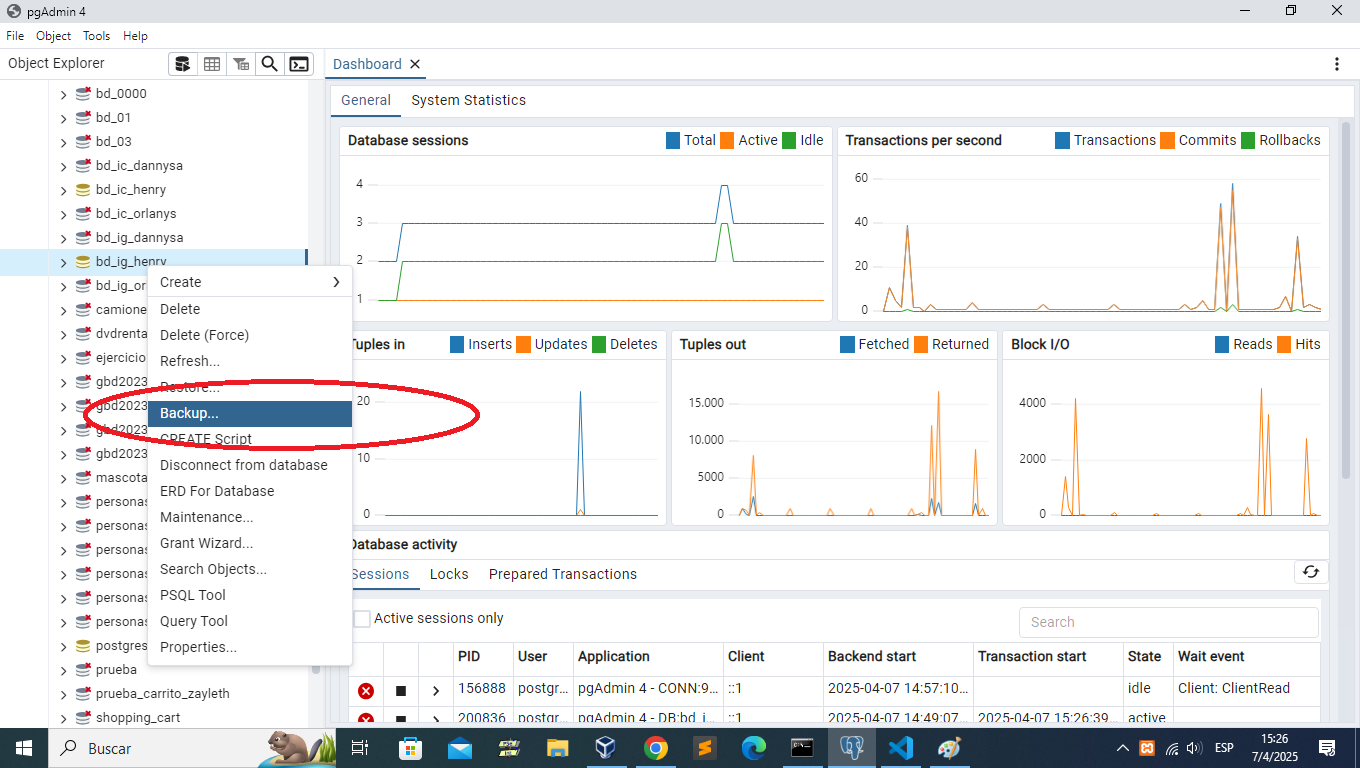 pgAdmin 4
File Object Tools Help
Object Explorer
Dashboard
General System Statistics
bd_0000
bd_01
bd_03
bd_ic_dannysa
bd_ic_henry
bd_ic_orlanys
bd_ig_dannysa
bd_ig_henry
bd_ig_or
camione
dvdrenta
ejercicio
gbd2023
gbd2023
gbd2023
gbd2023
mascota
personas
personas
personas
personas
personas
personas
postgres
prueba
prueba_carrito_zayleth
shopping_cart
Create
Delete
Delete (Force)
Refresh...
Restore...
Backup...
CREATE Script
Disconnect from database
ERD For Database
Maintenance...
Grant Wizard...
Search Objects...
PSQL Tool
Query Tool
Properties...
Database sessions Total Active Idle
4
3
2
1
Transactions per second Transactions Commits Rollbacks
60
40
20
0
Tuples in Inserts Updates Deletes
20
10
0
Tuples out Fetched Returned
15.000
10.000
5000
0
Block I/O Reads Hits
4000
2000
0
Database activity
Sessions Locks Prepared Transactions
Active sessions only
Search
PID User Application Client Backend start Transaction start State Wait event
156888 postgr... pgAdmin 4 - CONN:9... ::1 2025-04-07 14:57:10... idle Client: ClientRead
200836 postgr... pgAdmin 4 - DB:bd_i... ::1 2025-04-07 14:49:07... 2025-04-07 15:26:39... active
Buscar
ESP
15:26
7/4/2025